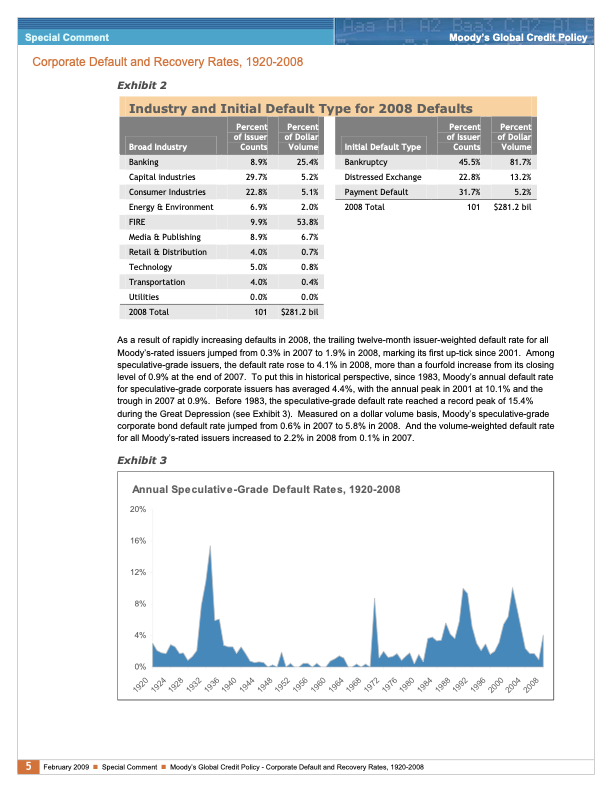 Aaa A1 A2 Baa3 C A2 A1 B
Special Comment Moody's Global Credit Policy
Corporate Default and Recovery Rates, 1920-2008
Exhibit 2
Industry and Initial Default Type for 2008 Defaults
Broad Industry Percent of Issuer Counts Percent of Dollar Volume
Banking 8.9% 25.4%
Capital industries 29.7% 5.2%
Consumer Industries 22.8% 5.1%
Energy & Environment 6.9% 2.0%
FIRE 9.9% 53.8%
Media & Publishing 8.9% 6.7%
Retail & Distribution 4.0% 0.7%
Technology 5.0% 0.8%
Transportation 4.0% 0.4%
Utilities 0.0% 0.0%
2008 Total 101 $281.2 bil
Initial Default Type Percent of Issuer Counts Percent of Dollar Volume
Bankruptcy 45.5% 81.7%
Distressed Exchange 22.8% 13.2%
Payment Default 31.7% 5.2%
2008 Total 101 $281.2 bil
As a result of rapidly increasing defaults in 2008, the trailing twelve-month issuer-weighted default rate for all
Moody's-rated issuers jumped from 0.3% in 2007 to 1.9% in 2008, marking its first up-tick since 2001. Among
speculative-grade issuers, the default rate rose to 4.1% in 2008, more than a fourfold increase from its closing
level of 0.9% at the end of 2007. To put this in historical perspective, since 1983, Moody's annual default rate
for speculative-grade corporate issuers has averaged 4.4%, with the annual peak in 2001 at 10.1% and the
trough in 2007 at 0.9%. Before 1983, the speculative-grade default rate reached a record peak of 15.4%
during the Great Depression (see Exhibit 3). Measured on a dollar volume basis, Moody's speculative-grade
corporate bond default rate jumped from 0.6% in 2007 to 5.8% in 2008. And the volume-weighted default rate
for all Moody's-rated issuers increased to 2.2% in 2008 from 0.1% in 2007.
Exhibit 3
Annual Speculative-Grade Default Rates, 1920-2008
20%
16%
12%
8%
4%
0%
1920 1924 1928 1932 1936 1940 1944 1948 1952 1956 1960 1964 1968 1972 1976 1980 1984 1988 1992 1996 2000 2004 2008
5 February 2009 ■ Special Comment ■ Moody's Global Credit Policy - Corporate Default and Recovery Rates, 1920-2008